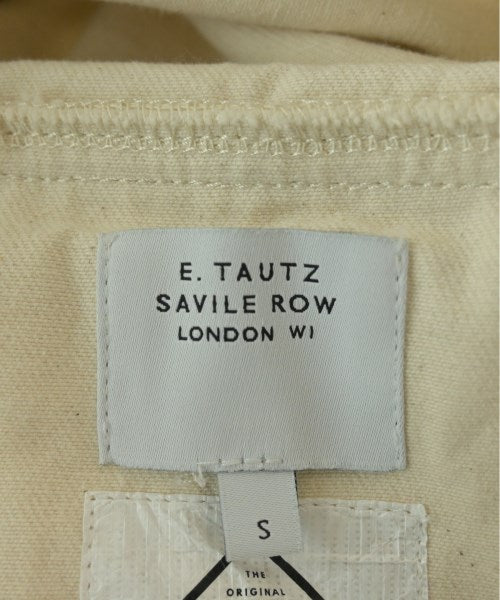 E. TAUTZ
SAVILE ROW
LONDON W1
S
THE
ORIGINAL